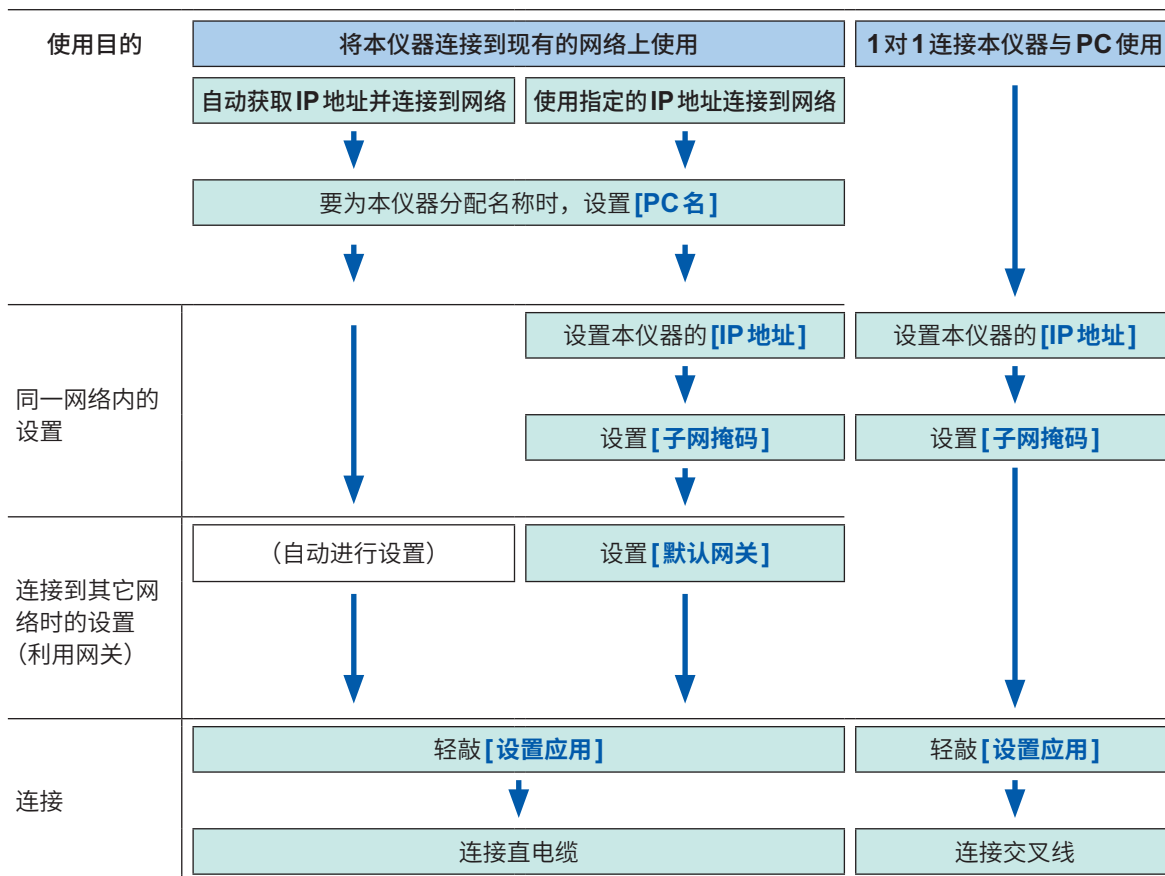 使用目的
将本仪器连接到现有的网络上使用
1对1连接本仪器与PC使用
自动获取IP地址并连接到网络
使用指定的IP地址连接到网络
要为本仪器分配名称时，设置[PC名]
同一网络内的
设置
设置本仪器的[IP地址]
设置本仪器的[IP地址]
设置[子网掩码]
设置[子网掩码]
连接到其它网
络时的设置
（利用网关）
（自动进行设置）
设置[默认网关]
连接
轻敲[设置应用]
轻敲[设置应用]
连接直电缆
连接交叉线